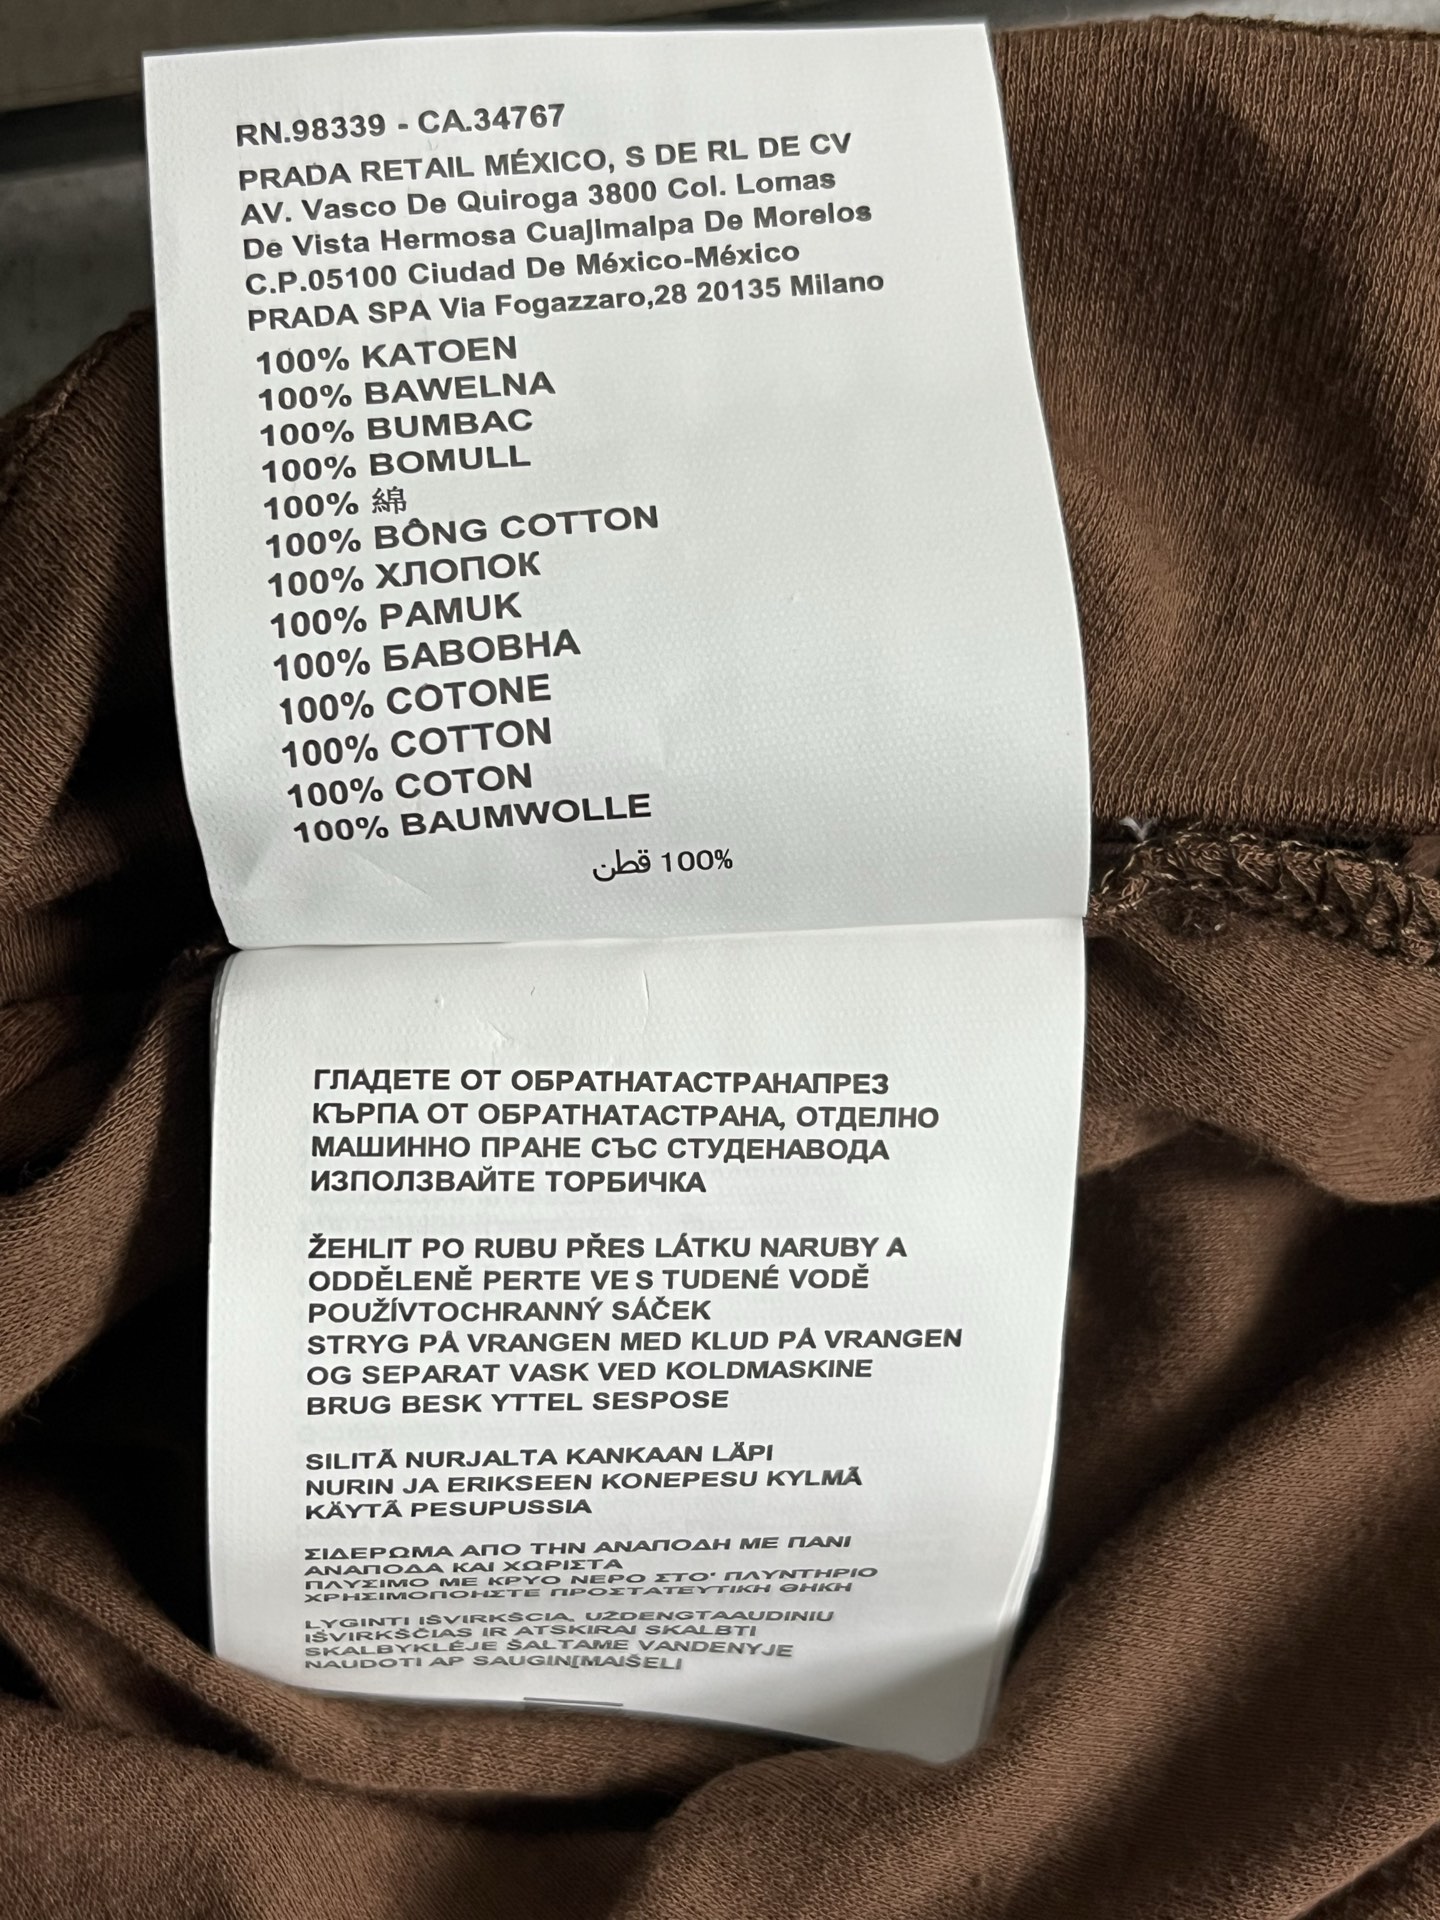 RN.98339 - CA.34767
PRADA RETAIL MÉXICO, S DE RL DE CV
AV. Vasco De Quiroga 3800 Col. Lomas
De Vista Hermosa Cuajimalpa De Morelos
C.P.05100 Ciudad De México-México
PRADA SPA Via Fogazzaro,28 20135 Milano
100% KATOEN
100% BAWELNA
100% BUMBAC
100% BOMULL
100% 綿
100% BÔNG COTTON
100% ХЛОПОК
100% PAMUK
100% БАВОВНА
100% COTONE
100% COTTON
100% COTON
100% BAUMWOLLE
100% قطن
ГЛАДЕТЕ ОТ ОБРАТНАТАСТРАНАПРЕЗ
КЪРПА ОТ ОБРАТНАТАСТРАНА, ОТДЕЛНО
МАШИННО ПРАНЕ СЪС СТУДЕНАВОДА
ИЗПОЛЗВАЙТЕ ТОРБИЧКА
ŽEHLIT PO RUBU PŘES LÁTKU NARUBY A
ODDĚLENĚ PERTE VE S TUDENÉ VODĚ
POUŽÍVTOCHRANNÝ SÁČEK
STRYG PÅ VRANGEN MED KLUD PÅ VRANGEN
OG SEPARAT VASK VED KOLDMASKINE
BRUG BESK YTTEL SESPOSE
SILITÃ NURJALTA KANKAAN LÄPI
NURIN JA ERIKSEEN KONEPESU KYLMÃ
KÄYTÃ PESUPUSSIA
ΣΙΔΕΡΩΜΑ ΑΠΟ ΤΗΝ ΑΝΑΠΟΔΗ ΜΕ ΠΑΝΙ
ΑΝΑΠΟΔΑ ΚΑΙ ΧΩΡΙΣΤΑ
ΠΛΥΣΙΜΟ ΜΕ ΚΡΥΟ ΝΕΡΟ ΣΤΟ' ΠΛΥΝΤΗΡΙΟ
ΧΡΗΣΙΜΟΠΟΙΗΣΤΕ ΠΡΟΣΤΑΤΕΥΤΙΚΗ ΘΗΚΗ
LYGINTI IŠVIRKŠCIA, UŽDENGTAAUDINIU
IŠVIRKŠČIAS IR ATSKIRAI SKALBTI
SKALBYKLĖJE ŠALTAME VANDENYJE
NAUDOTI AP SAUGINĮMAIŠELI